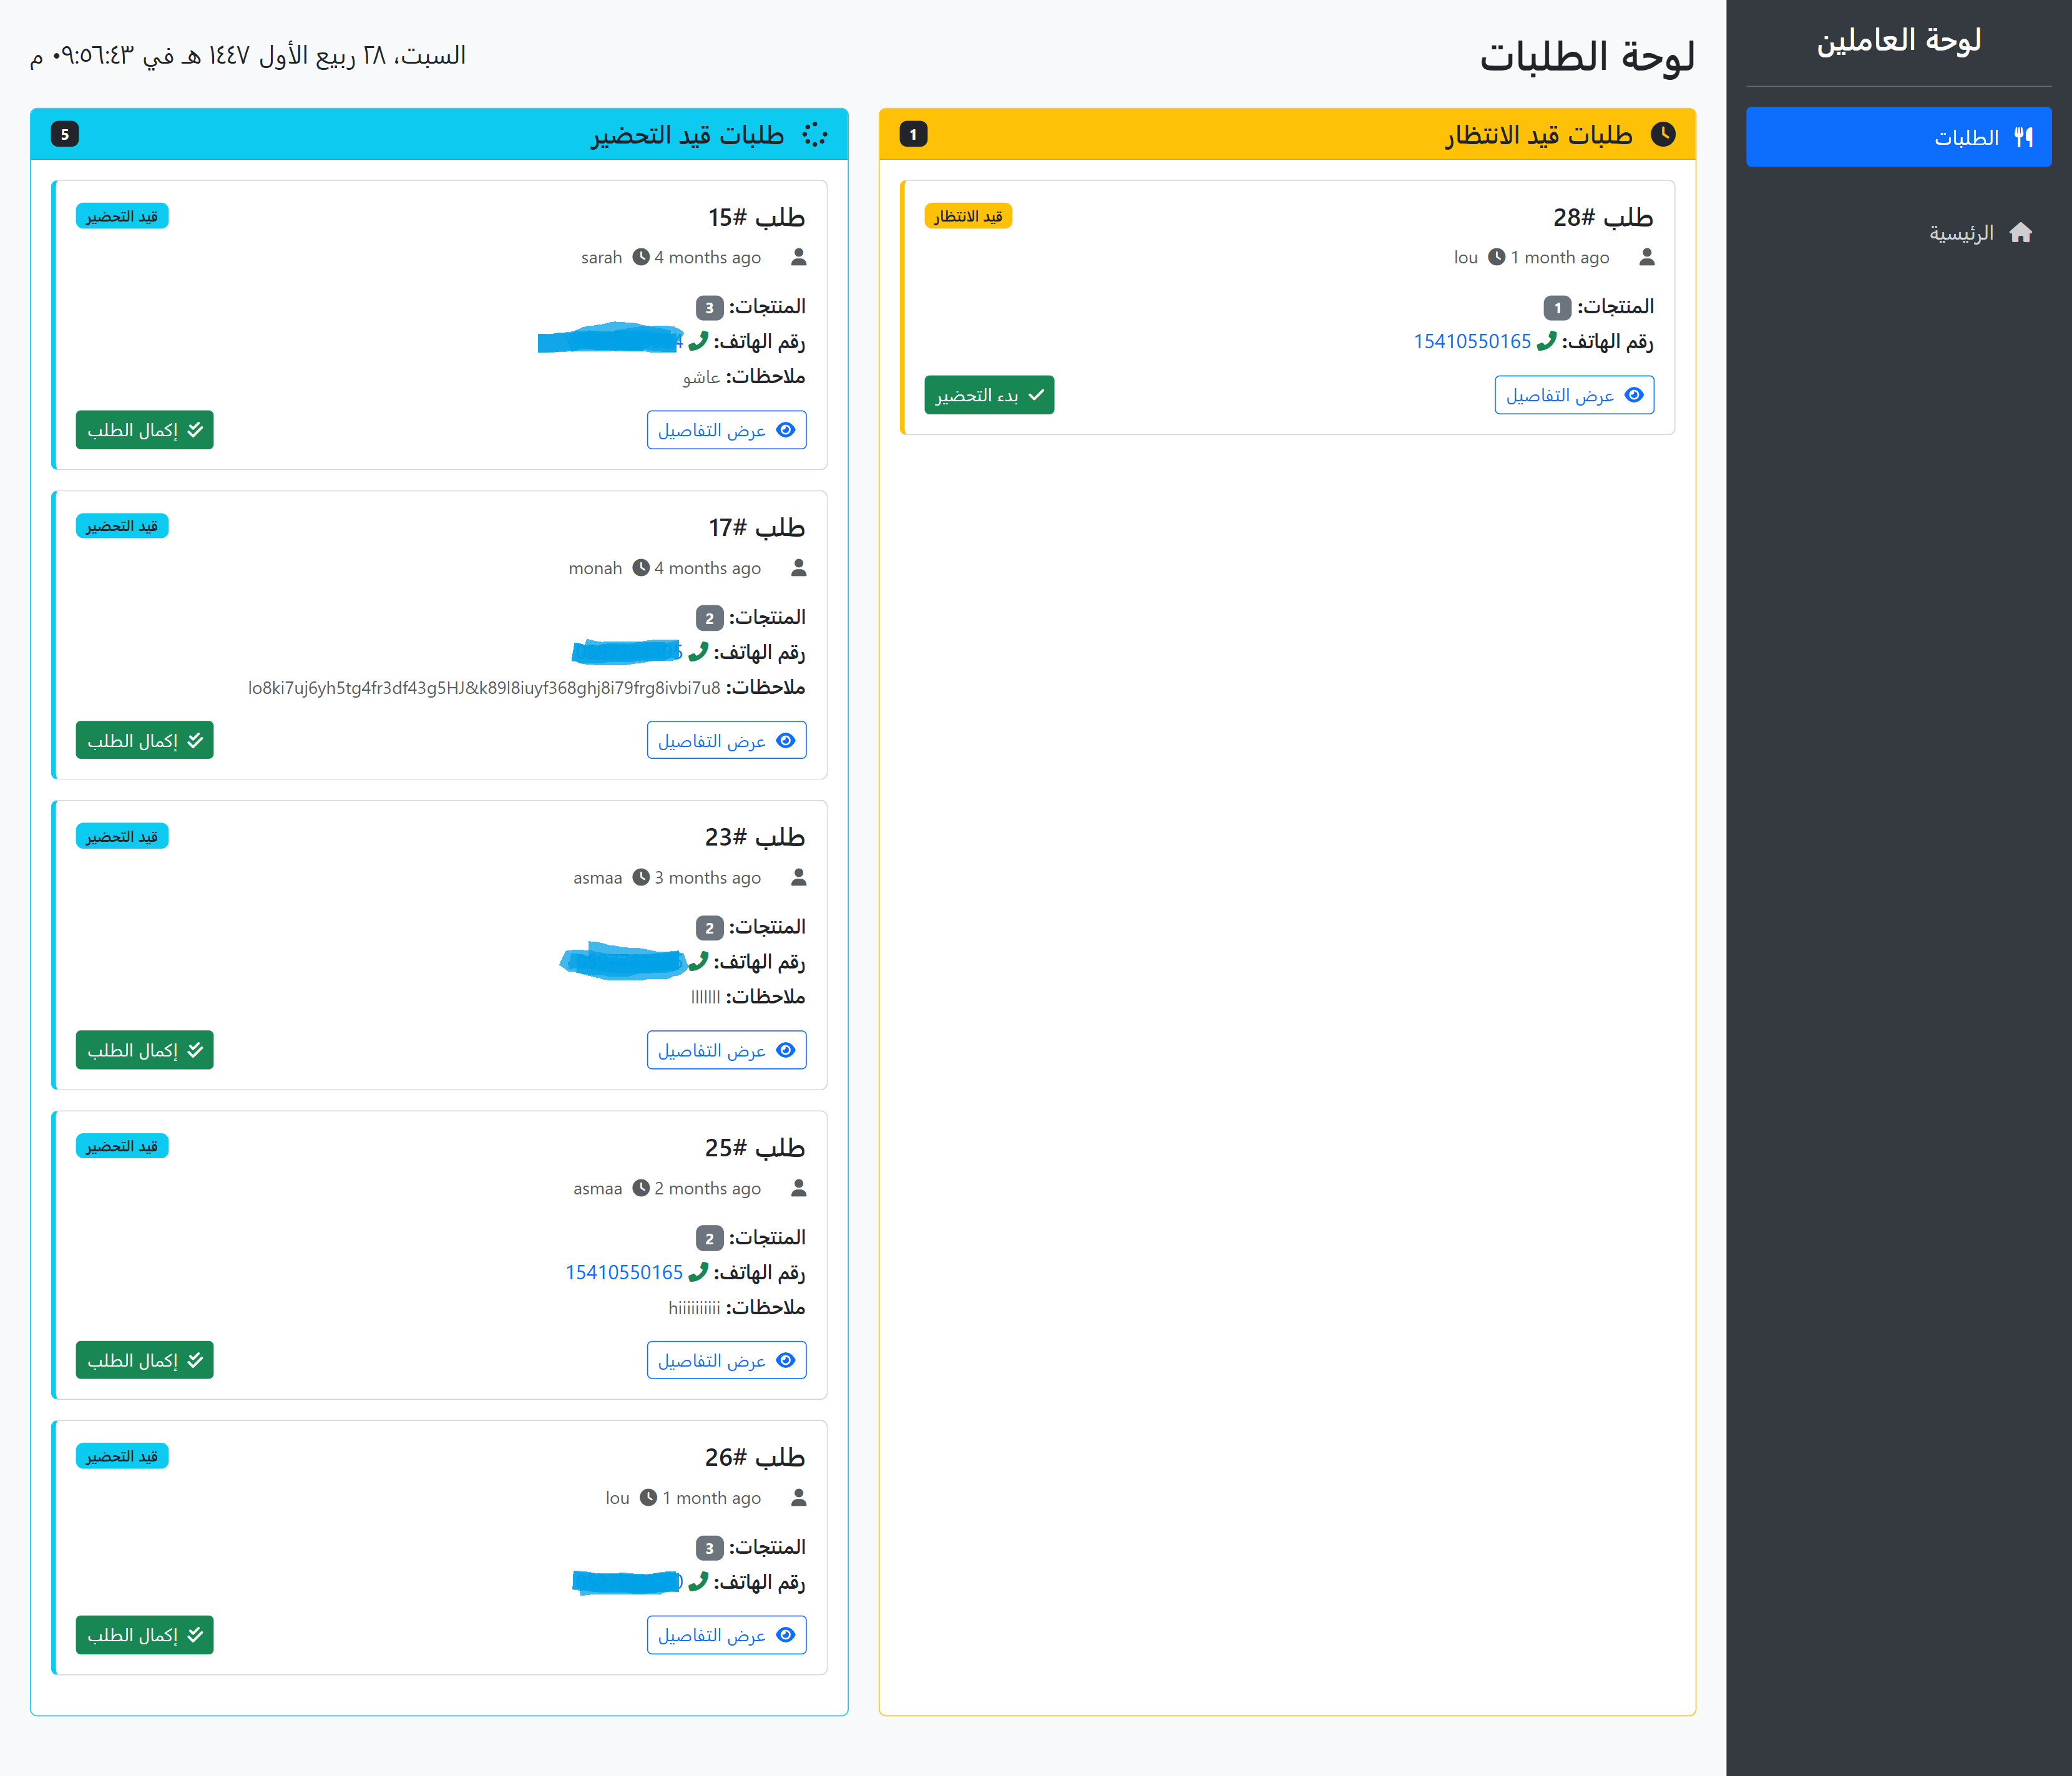 لوحة العاملين
الطلبات
الرئيسية
لوحة الطلبات
السبت، ٢٨ ربيع الأول ١٤٤٧ هـ في ٠٩:٥٦:٤٣ م
طلبات قيد الانتظار 1
طلب #28 قيد الانتظار
lou 1 month ago
المنتجات: 1
رقم الهاتف: 15410550165
عرض التفاصيل بدء التحضير
طلبات قيد التحضير 5
طلب #15 قيد التحضير
sarah 4 months ago
المنتجات: 3
رقم الهاتف:
ملاحظات: عاشو
عرض التفاصيل إكمال الطلب
طلب #17 قيد التحضير
monah 4 months ago
المنتجات: 2
رقم الهاتف:
ملاحظات: lo8ki7uj6yh5tg4fr3df43g5HJ&k89l8iuyf368ghj8i79frg8ivbi7u8
عرض التفاصيل إكمال الطلب
طلب #23 قيد التحضير
asmaa 3 months ago
المنتجات: 2
رقم الهاتف:
ملاحظات: lllllll
عرض التفاصيل إكمال الطلب
طلب #25 قيد التحضير
asmaa 2 months ago
المنتجات: 2
رقم الهاتف: 15410550165
ملاحظات: hiiiiiiiiii
عرض التفاصيل إكمال الطلب
طلب #26 قيد التحضير
lou 1 month ago
المنتجات: 3
رقم الهاتف:
عرض التفاصيل إكمال الطلب